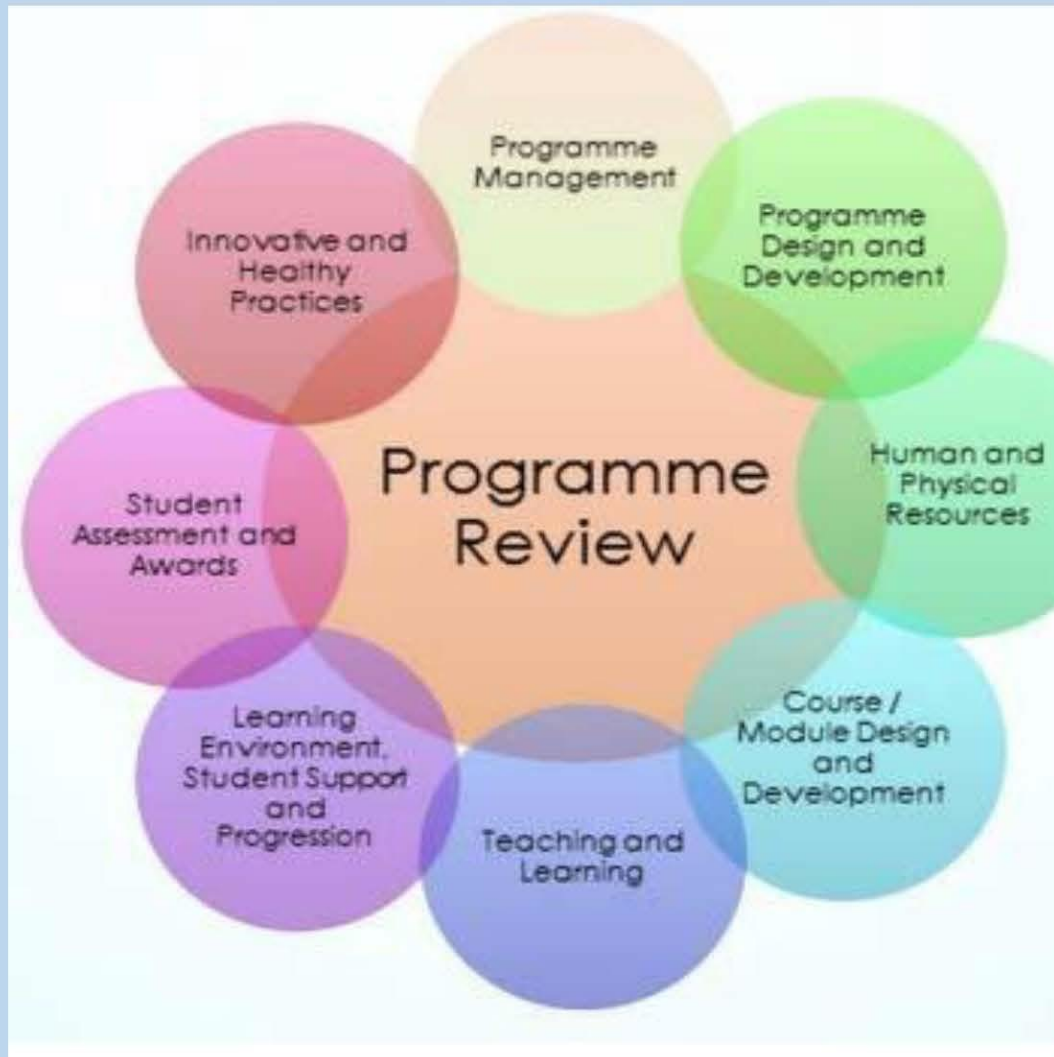 Programme
Review
Programme
Management
Programme
Design and
Development
Human and
Physical
Resources
Course /
Module Design
and
Development
Teaching and
Learning
Learning
Environment,
Student Support
and
Progression
Student
Assessment and
Awards
Innovative and
Healthy
Practices